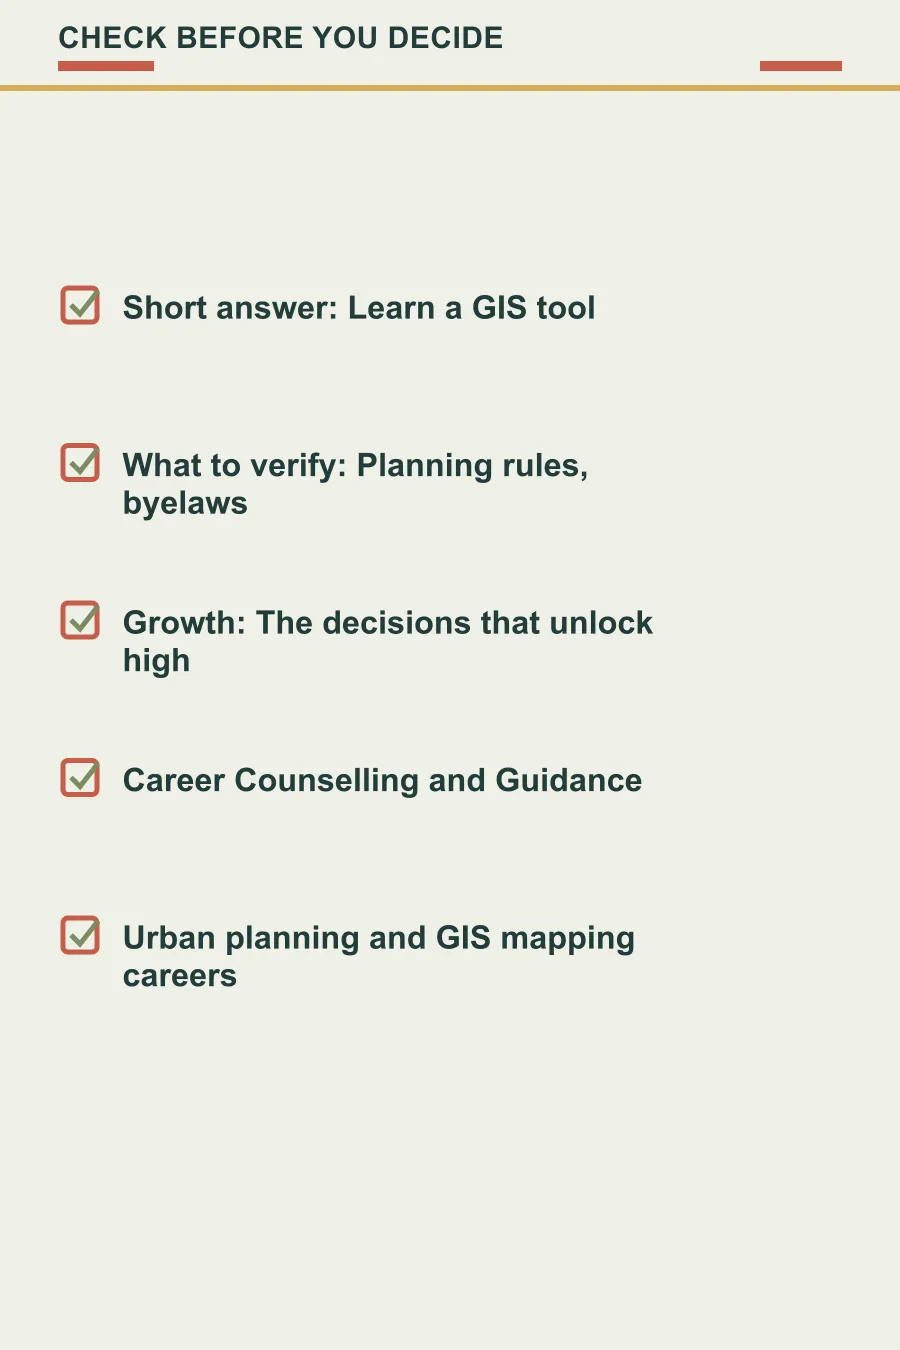 CHECK BEFORE YOU DECIDE
Short answer: Learn a GIS tool
What to verify: Planning rules,
byelaws
Growth: The decisions that unlock
high
Career Counselling and Guidance
Urban planning and GIS mapping
careers